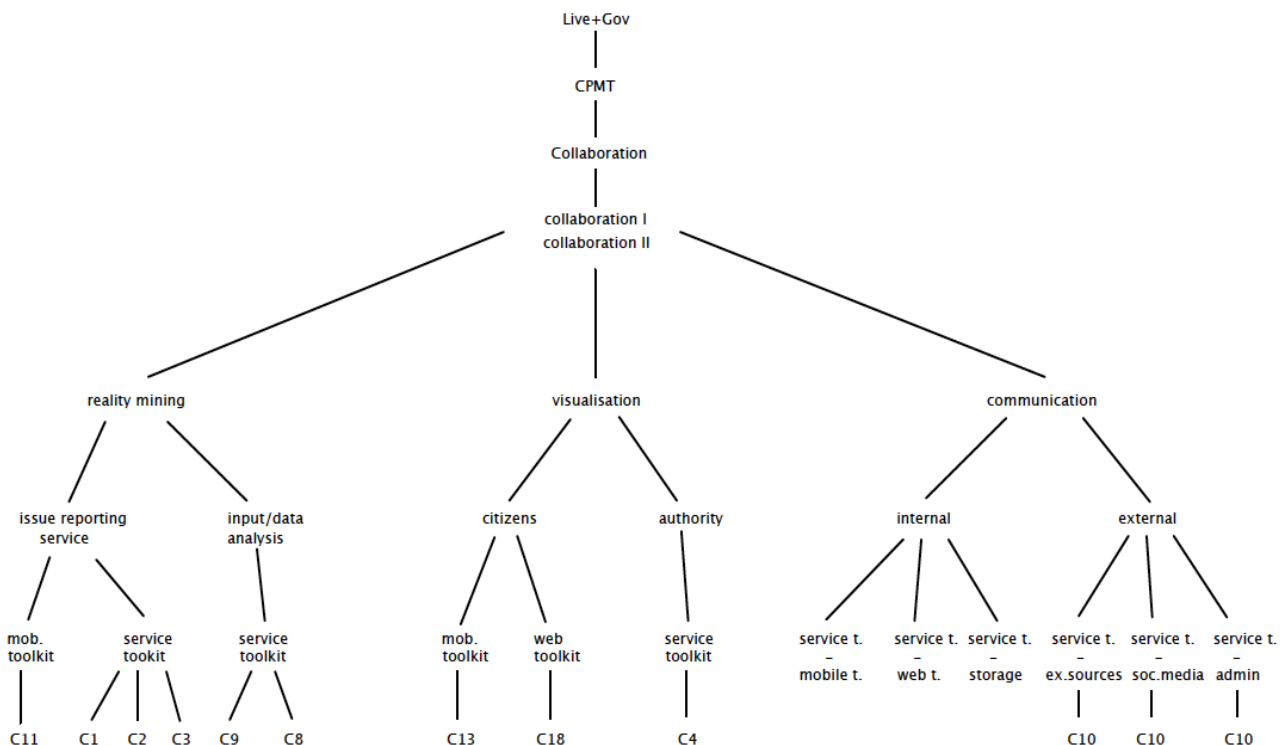 Live+Gov
CPMT
Collaboration
collaboration I
collaboration II
reality mining
visualisation
communication
issue reporting
service
input/data
analysis
citizens
authority
internal
external
mob.
toolkit
service
tookit
service
toolkit
mob.
toolkit
web
toolkit
service
toolkit
service t.
–
mobile t.
service t.
–
web t.
service t.
–
storage
service t.
–
ex.sources
service t.
–
soc.media
service t.
–
admin
C11
C1
C2
C3
C9
C8
C13
C18
C4
C10
C10
C10